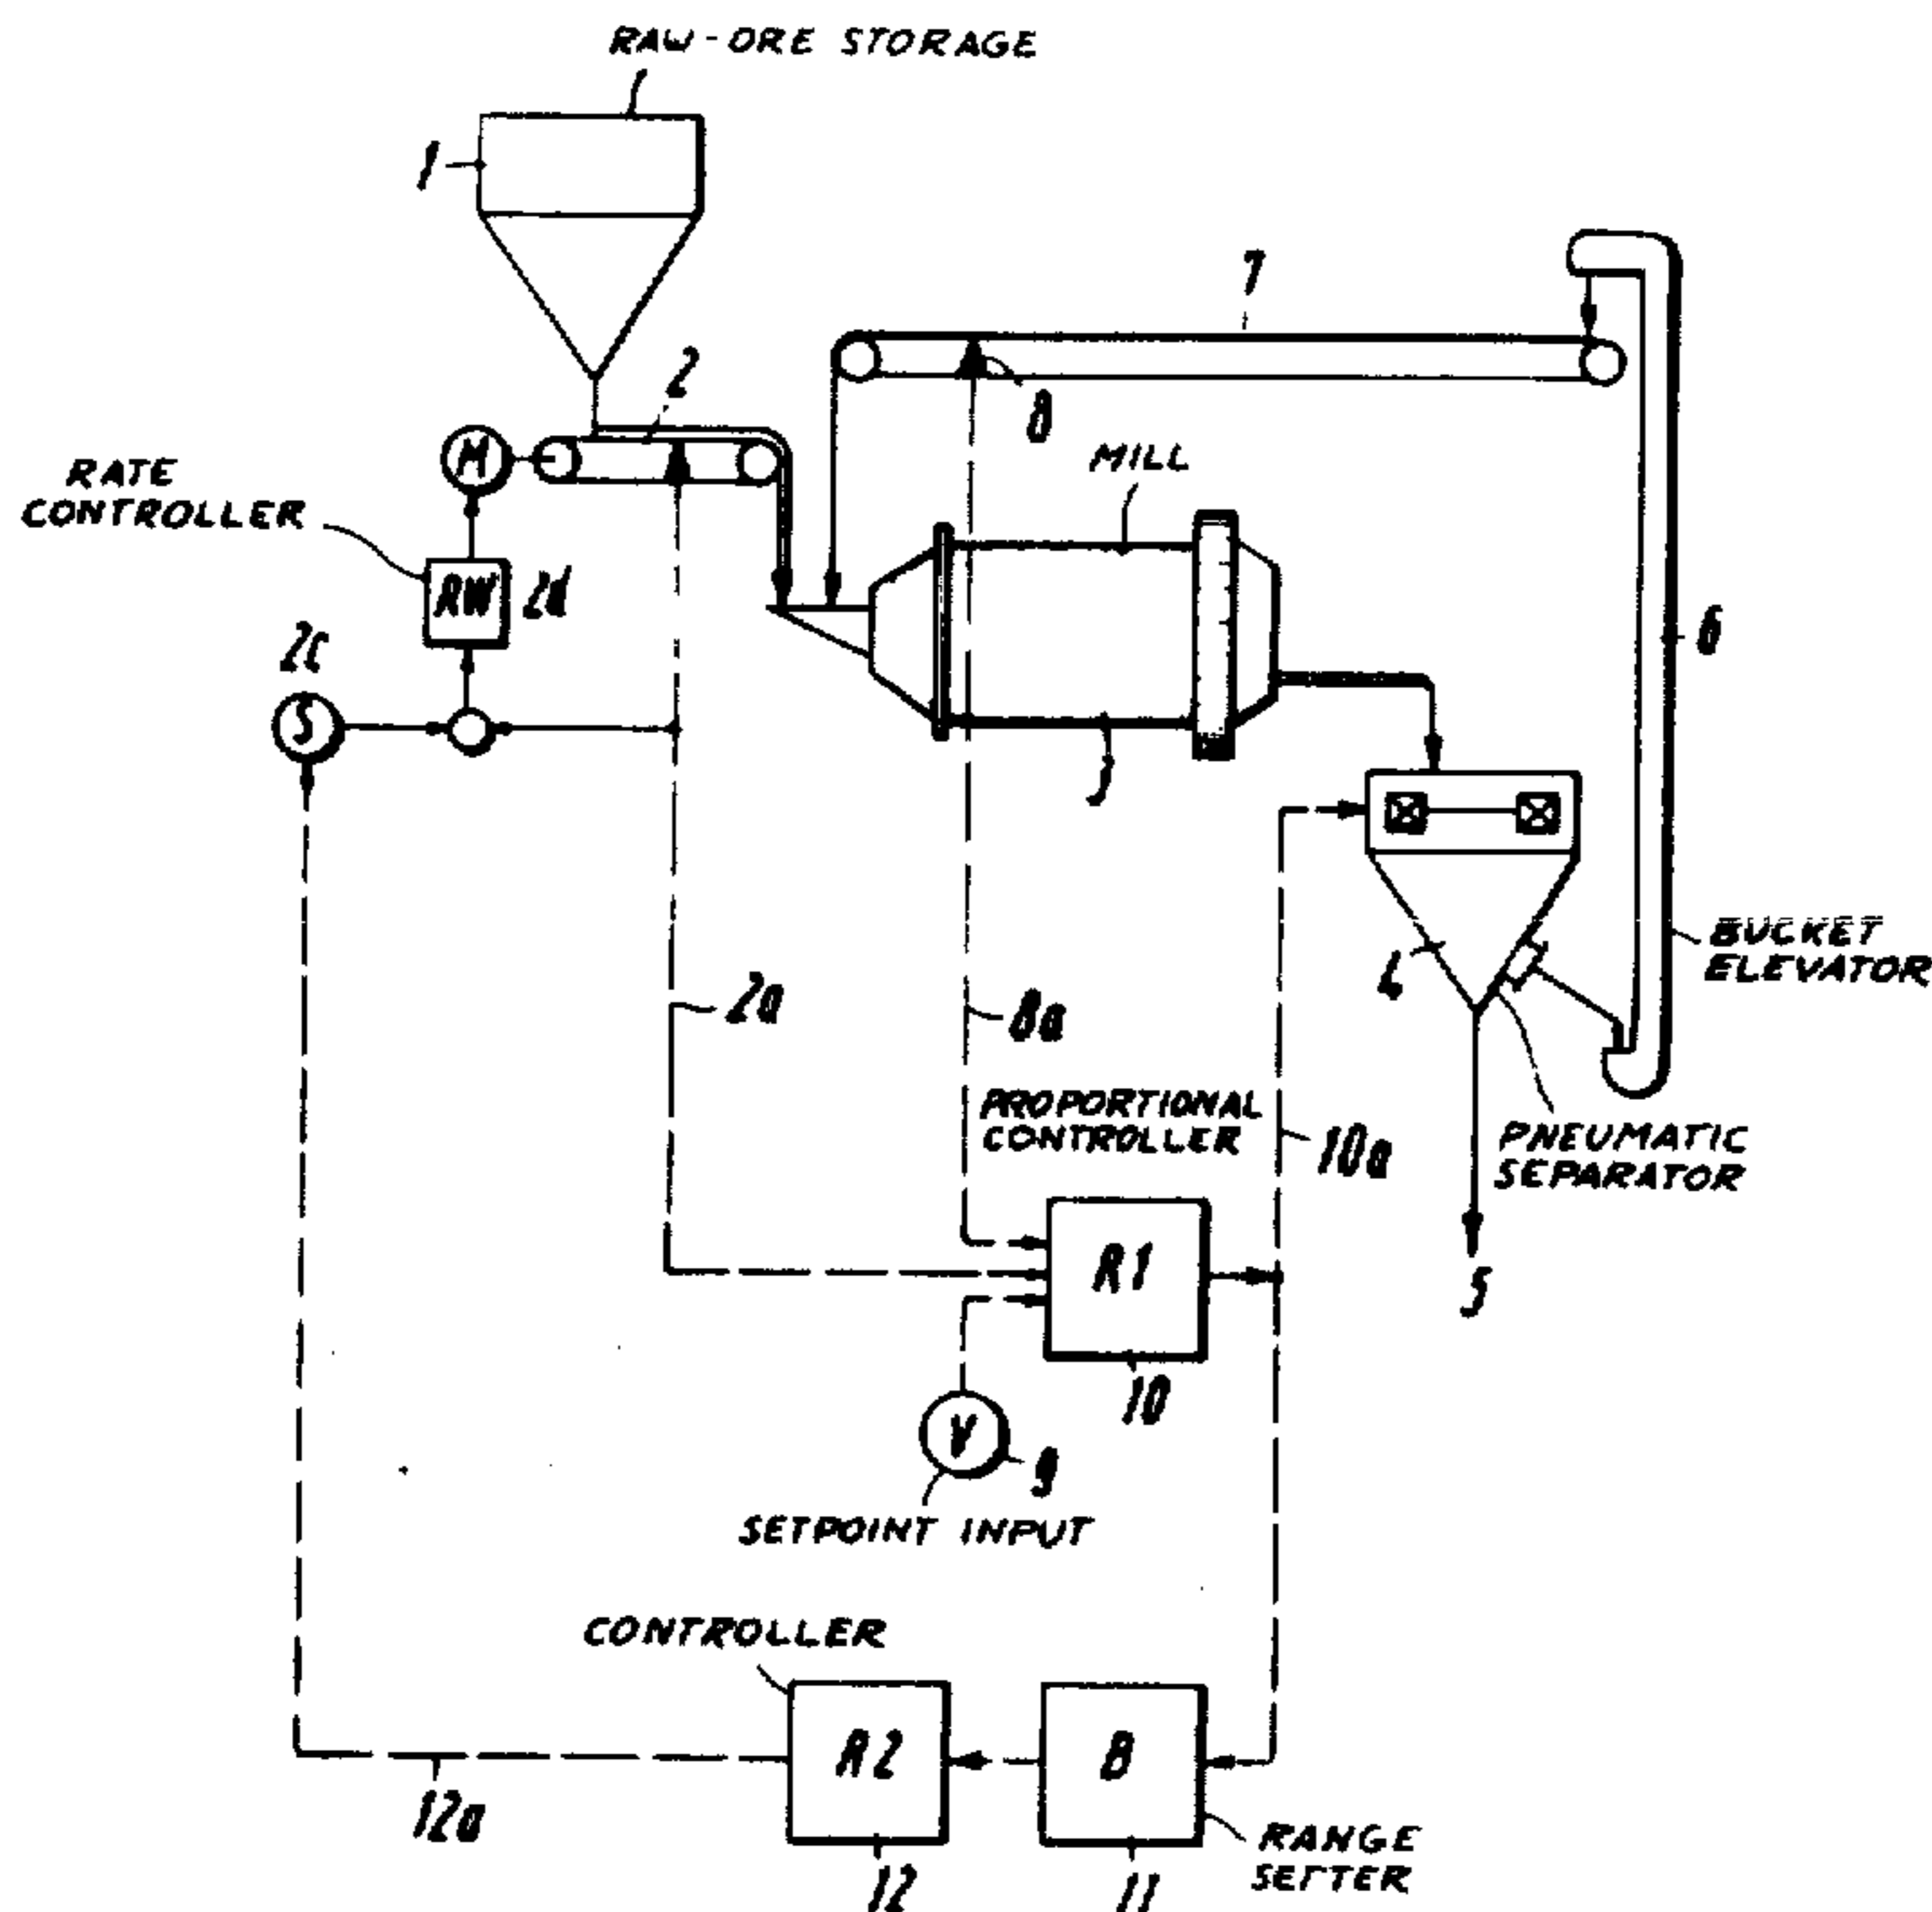 RAW-ORE STORAGE
1
7
2
8
M
MILL
RATE
CONTROLLER
RW
2d
6
2c
S
3
BUCKET
ELEVATOR
4
2a
8a
PROPORTIONAL
CONTROLLER
10a
PNEUMATIC
SEPARATOR
R1
5
10
V
9
SETPOINT INPUT
CONTROLLER
R2
B
12a
RANGE
SETTER
12
11